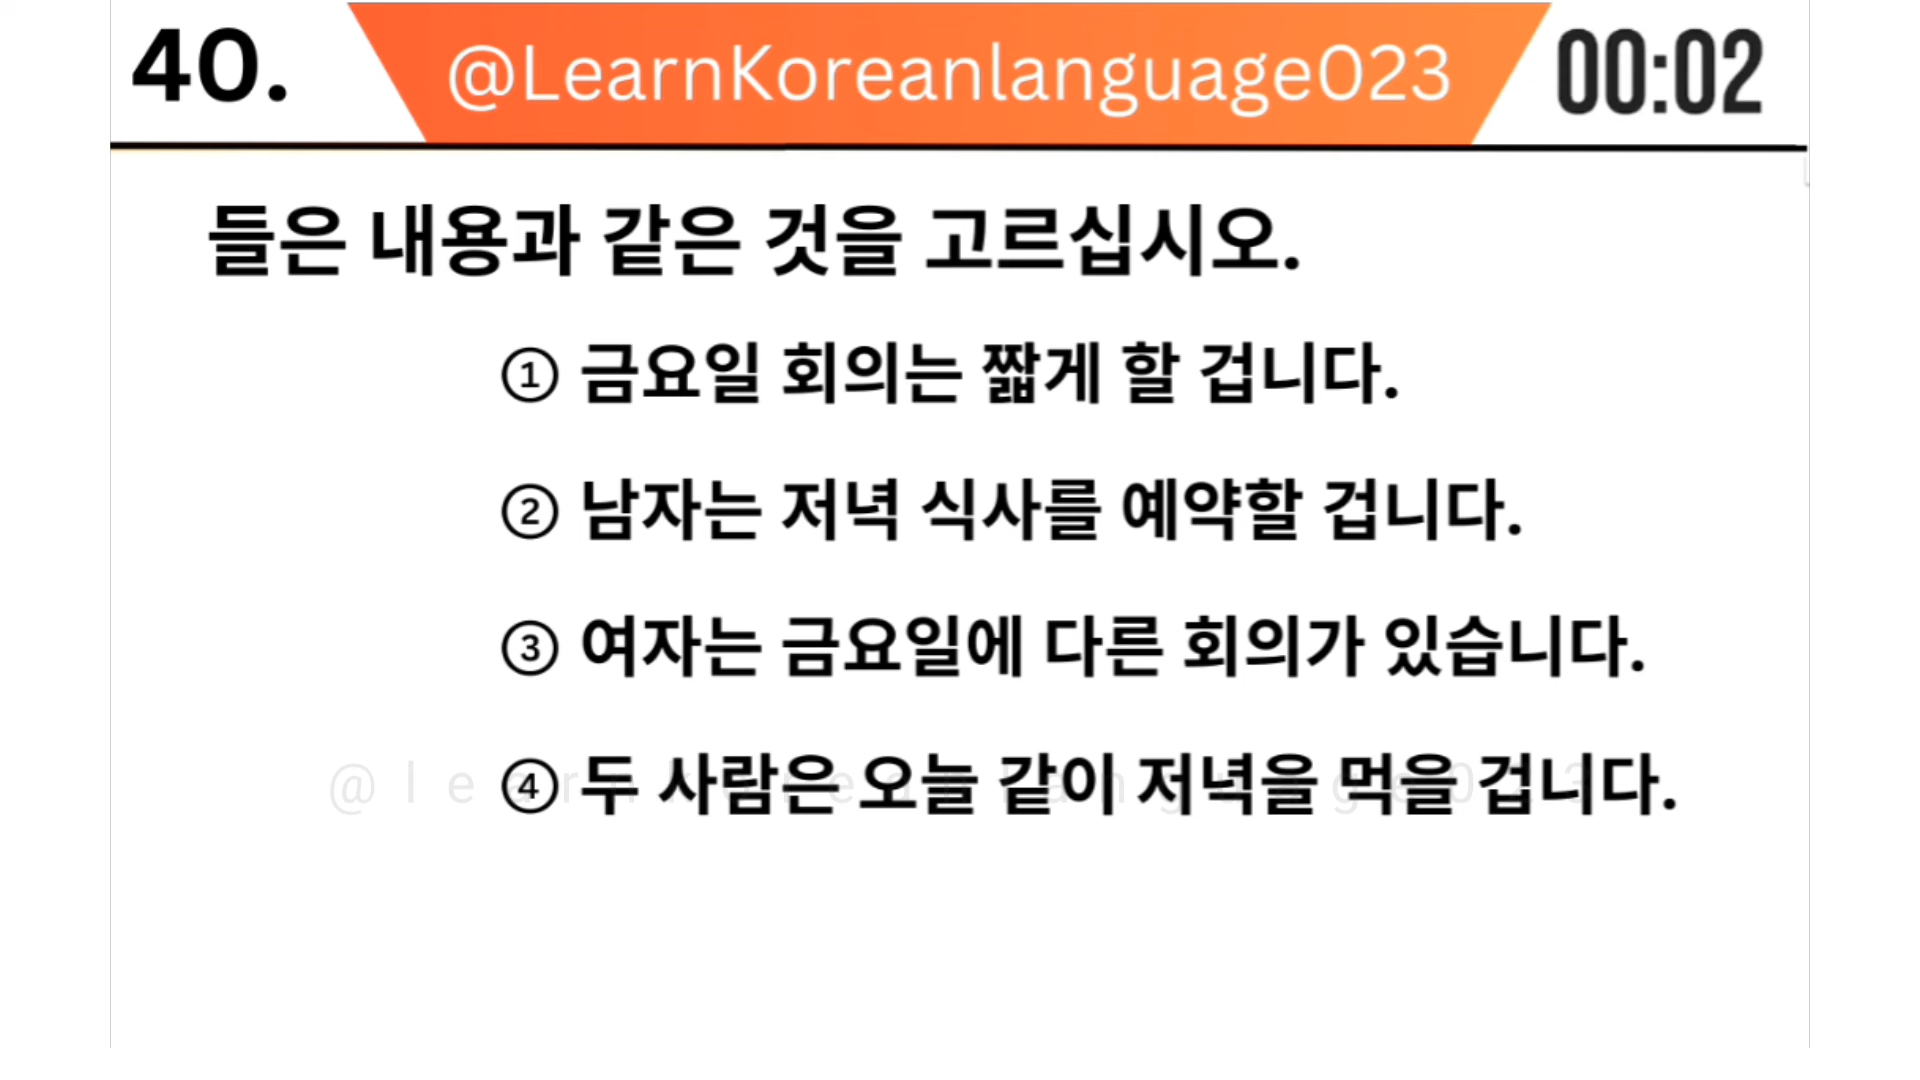 40.
@LearnKoreanlanguage023
00:02
들은 내용과 같은 것을 고르십시오.
① 금요일 회의는 짧게 할 겁니다.
② 남자는 저녁 식사를 예약할 겁니다.
③ 여자는 금요일에 다른 회의가 있습니다.
④ 두 사람은 오늘 같이 저녁을 먹을 겁니다.
@learnkoreanlanguage023